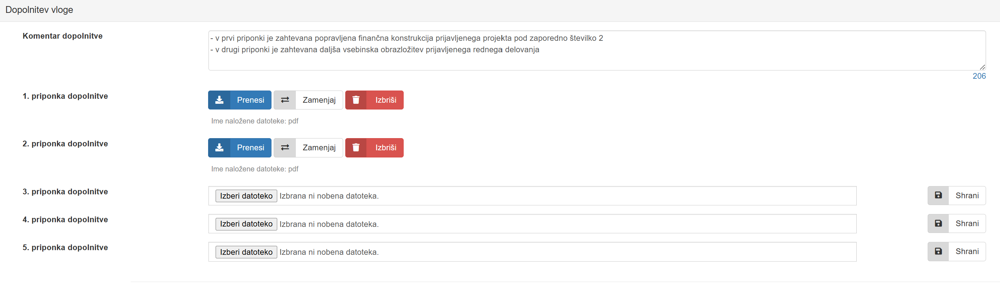 Dopolnitev vloge
Komentar dopolnitve
- v prvi priponki je zahtevana popravljena finančna konstrukcija prijavljenega projekta pod zaporedno številko 2
- v drugi priponki je zahtevana daljša vsebinska obrazložitev prijavljenega rednega delovanja
206
1. priponka dopolnitve
Prenesi Zamenjaj Izbriši
Ime naložene datoteke: pdf
2. priponka dopolnitve
Prenesi Zamenjaj Izbriši
Ime naložene datoteke: pdf
3. priponka dopolnitve
Izberi datoteko Izbrana ni nobena datoteka. Shrani
4. priponka dopolnitve
Izberi datoteko Izbrana ni nobena datoteka. Shrani
5. priponka dopolnitve
Izberi datoteko Izbrana ni nobena datoteka. Shrani